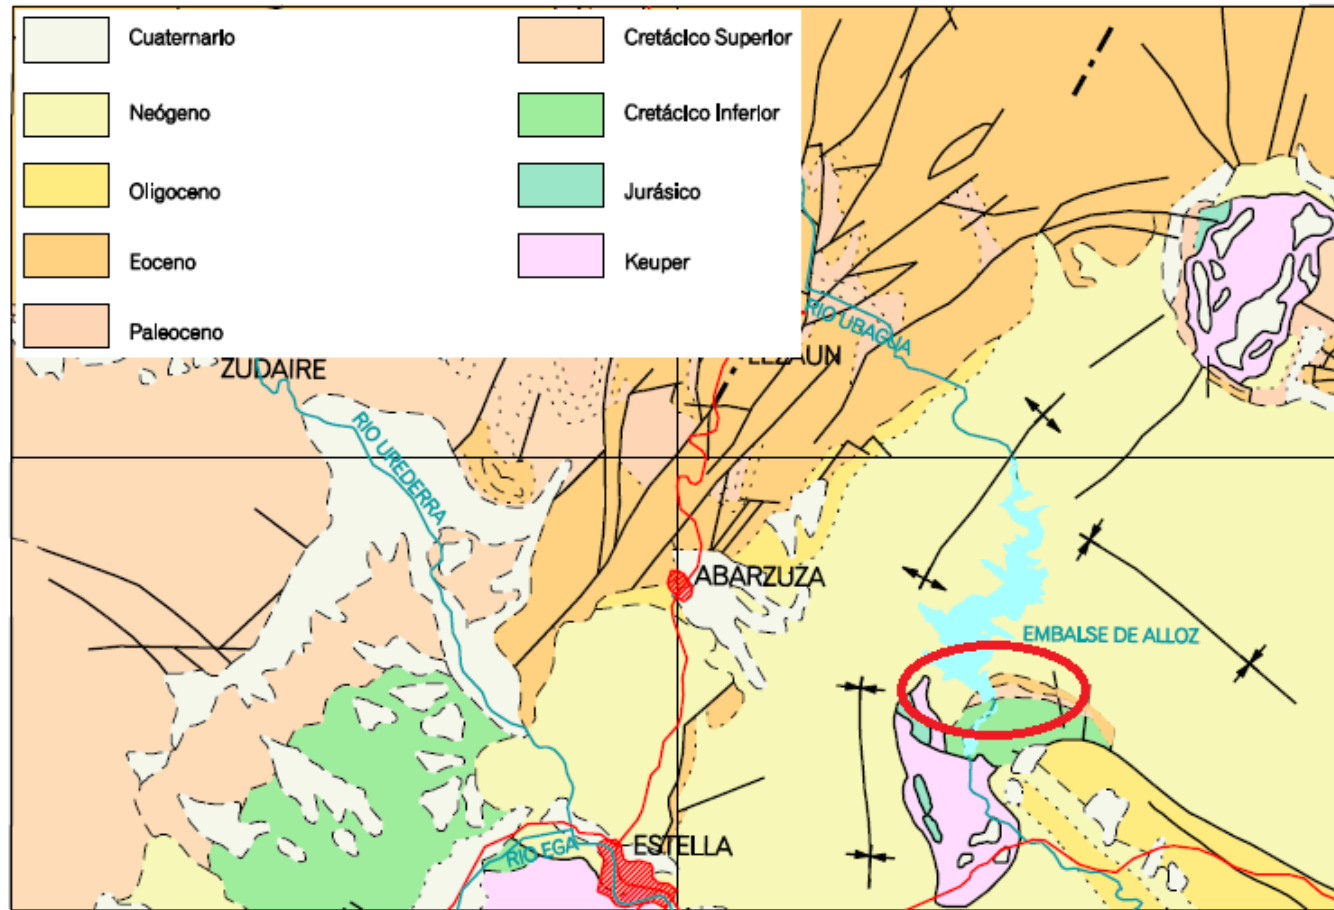 Cuaternario
Neógeno
Oligoceno
Eoceno
Paleoceno
Cretácico Superior
Cretácico Inferior
Jurásico
Keuper
RIO UBAGUA
LEZAUN
ZUDAIRE
RIO UREDERRA
ABARZUZA
EMBALSE DE ALLOZ
RIO EGA
ESTELLA